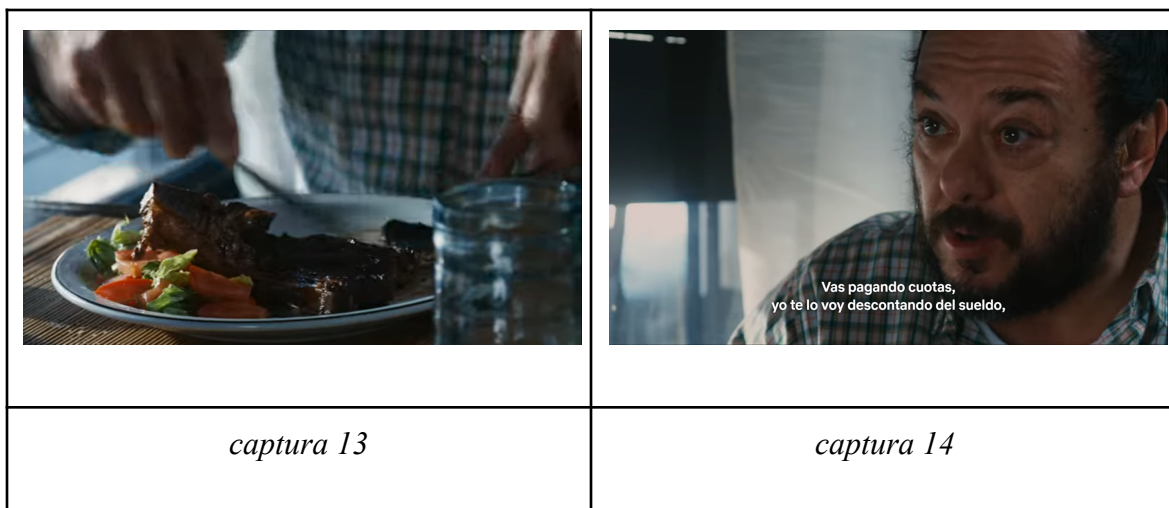 Vas pagando cuotas,
yo te lo voy descontando del sueldo,
captura 13
captura 14